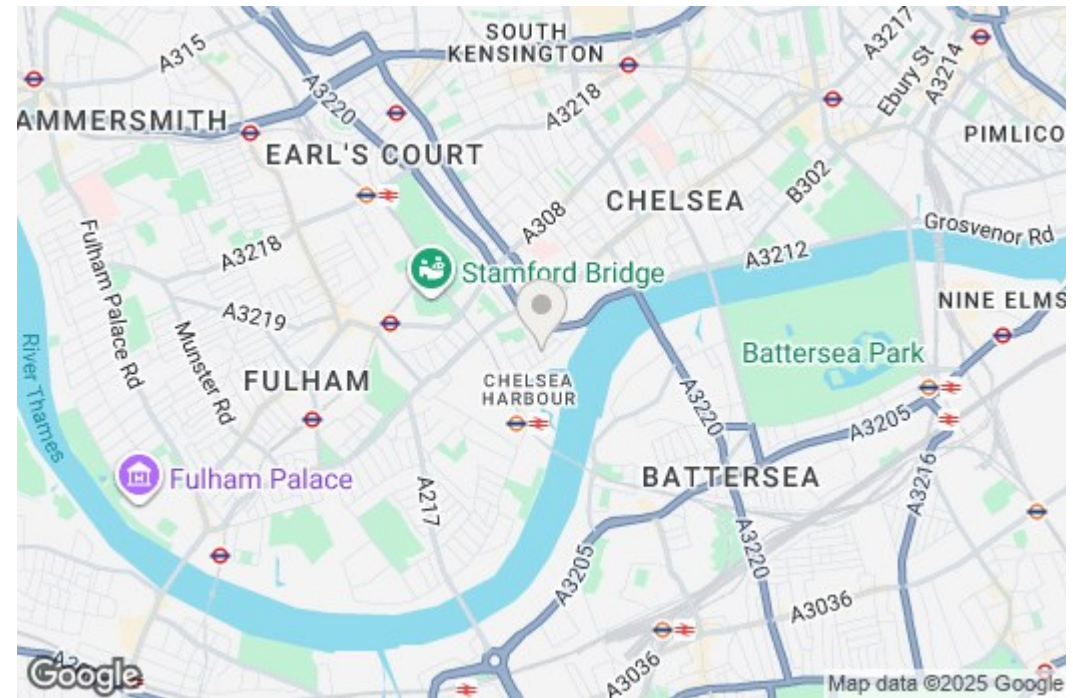 SOUTH
KENSINGTON
A315
A3217
Ebury St
A3214
A3220
A3218
AMMERSMITH
PIMLICO
EARL'S COURT
CHELSEA
B302
A308
Grosvenor Rd
A3218
A3212
Fulham Palace Rd
Stamford Bridge
NINE ELMS
A3219
River Thames
Munster Rd
Battersea Park
FULHAM
CHELSEA
HARBOUR
A3220
A3205
BATTERSEA
A3216
Fulham Palace
A217
A3220
A3205
A3036
A3036
Google
Map data ©2025 Google